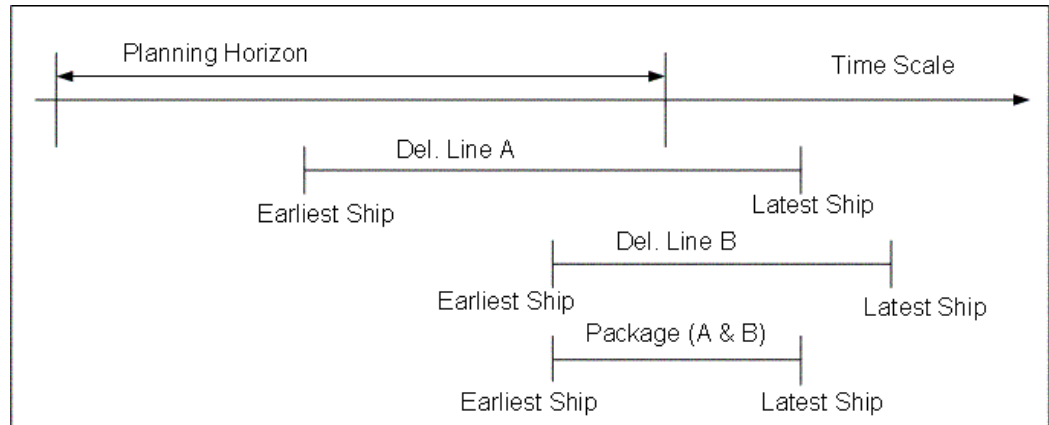 Planning Horizon
Time Scale
Del. Line A
Earliest Ship
Latest Ship
Del. Line B
Earliest Ship
Latest Ship
Package (A & B)
Earliest Ship
Latest Ship